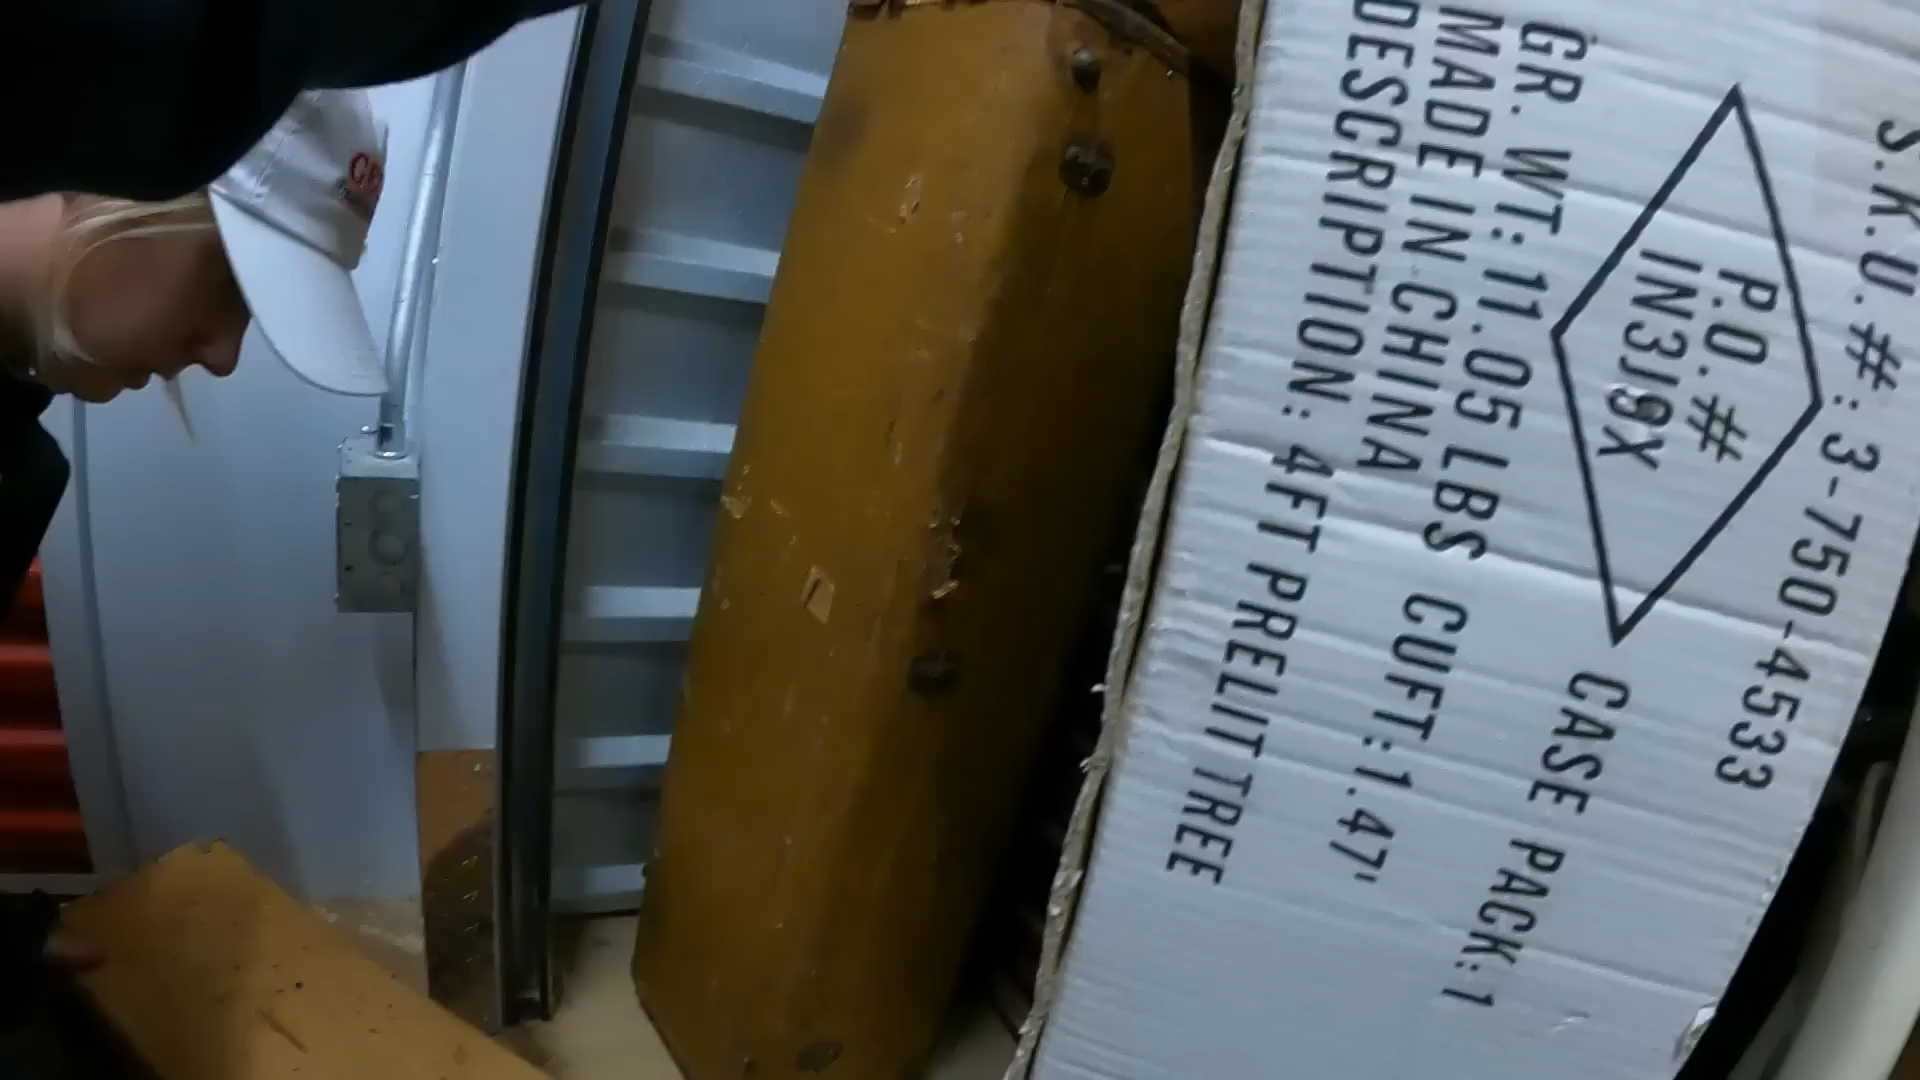 S.K.U.#:3-750-4533
P.O.#
IN3J9X
CASE PACK:1
GR. WT:11.05 LBS CUFT:1.47'
MADE IN CHINA
DESCRIPTION: 4FT PRELIT TREE